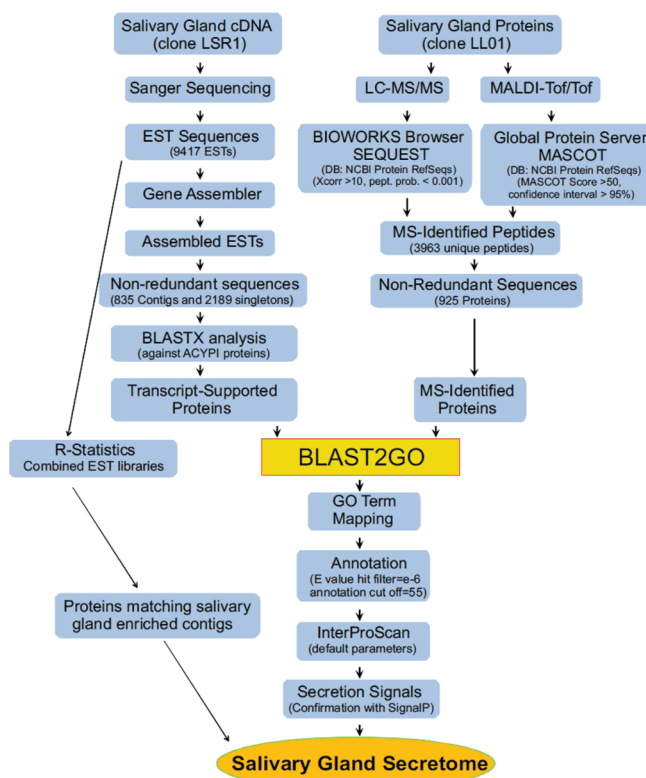 Salivary Gland cDNA
(clone LSR1)
Salivary Gland Proteins
(clone LL01)
Sanger Sequencing
LC-MS/MS
MALDI-Tof/Tof
EST Sequences
(9417 ESTs)
BIOWORKS Browser
SEQUEST
(DB: NCBI Protein RefSeqs)
(Xcorr >10, pept. prob. < 0.001)
Global Protein Server
MASCOT
(DB: NCBI Protein RefSeqs)
(MASCOT Score >50,
confidence interval > 95%)
Gene Assembler
Assembled ESTs
MS-Identified Peptides
(3963 unique peptides)
Non-redundant sequences
(835 Contigs and 2189 singletons)
Non-Redundant Sequences
(925 Proteins)
BLASTX analysis
(against ACYPI proteins)
Transcript-Supported
Proteins
MS-Identified
Proteins
R-Statistics
Combined EST libraries
BLAST2GO
GO Term
Mapping
Annotation
(E value hit filter=e-6
annotation cut off=55)
Proteins matching salivary
gland enriched contigs
InterProScan
(default parameters)
Secretion Signals
(Confirmation with SignalP)
Salivary Gland Secretome